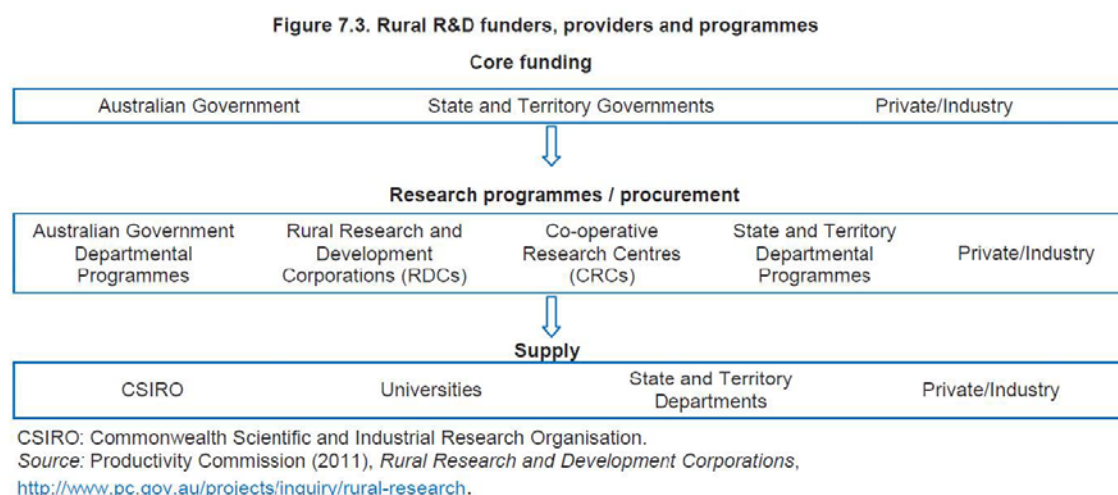 Figure 7.3. Rural R&D funders, providers and programmes
Core funding
Australian Government State and Territory Governments Private/Industry
Research programmes / procurement
Australian Government Departmental Programmes
Rural Research and Development Corporations (RDCs)
Co-operative Research Centres (CRCs)
State and Territory Departmental Programmes
Private/Industry
Supply
CSIRO
Universities
State and Territory Departments
Private/Industry
CSIRO: Commonwealth Scientific and Industrial Research Organisation.
Source: Productivity Commission (2011), Rural Research and Development Corporations,
http://www.pc.gov.au/projects/inquiry/rural-research.